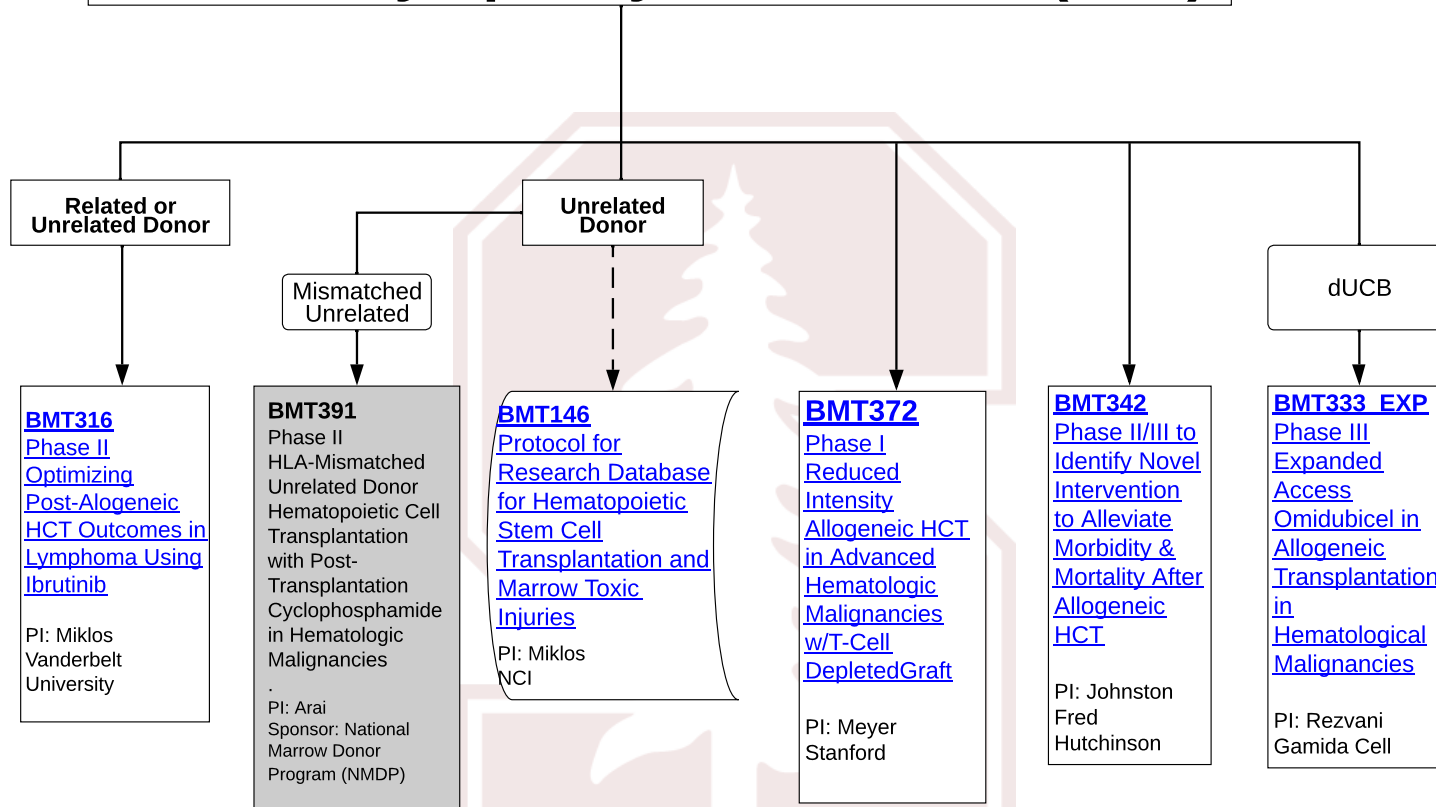 Related or
Unrelated Donor
Unrelated
Donor
Mismatched
Unrelated
dUCB
BMT316
Phase II
Optimizing
Post-Alogeneic
HCT Outcomes in
Lymphoma Using
Ibrutinib
PI: Miklos
Vanderbelt
University
BMT391
Phase II
HLA-Mismatched
Unrelated Donor
Hematopoietic Cell
Transplantation
with Post-
Transplantation
Cyclophosphamide
in Hematologic
Malignancies
.
PI: Arai
Sponsor: National
Marrow Donor
Program (NMDP)
BMT146
Protocol for
Research Database
for Hematopoietic
Stem Cell
Transplantation and
Marrow Toxic
Injuries
PI: Miklos
NCI
BMT372
Phase I
Reduced
Intensity
Allogeneic HCT
in Advanced
Hematologic
Malignancies
w/T-Cell
DepletedGraft
PI: Meyer
Stanford
BMT342
Phase II/III to
Identify Novel
Intervention
to Alleviate
Morbidity &
Mortality After
Allogeneic
HCT
PI: Johnston
Fred
Hutchinson
BMT333_EXP
Phase III
Expanded
Access
Omidubicel in
Allogeneic
Transplantation
in
Hematological
Malignancies
PI: Rezvani
Gamida Cell